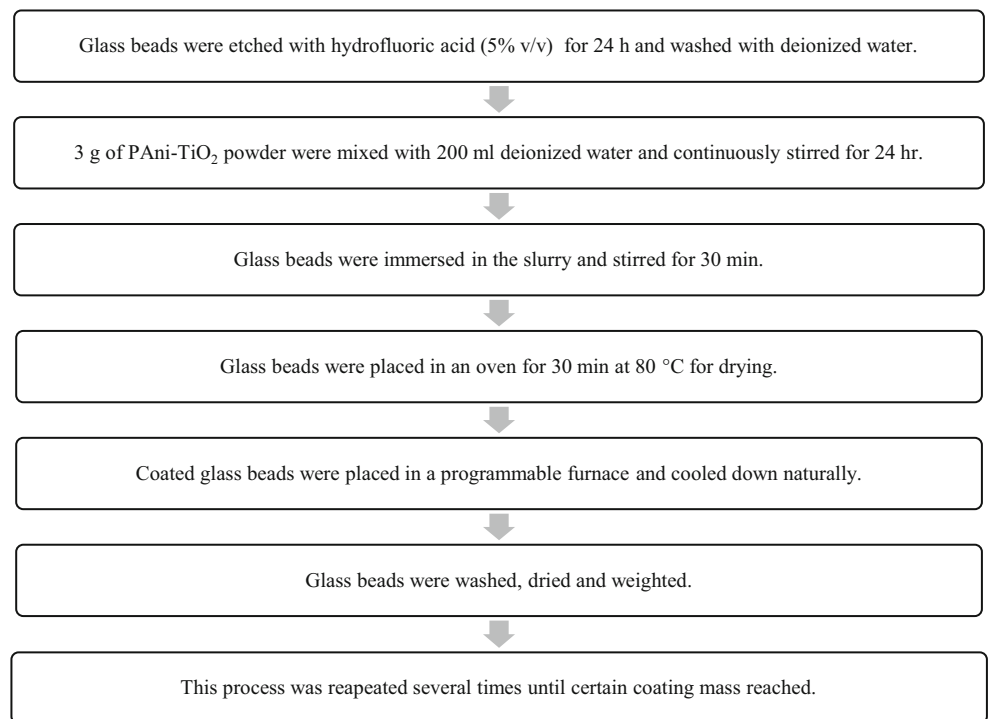 Glass beads were etched with hydrofluoric acid (5% v/v) for 24 h and washed with deionized water.
3 g of PAni-TiO₂ powder were mixed with 200 ml deionized water and continuously stirred for 24 hr.
Glass beads were immersed in the slurry and stirred for 30 min.
Glass beads were placed in an oven for 30 min at 80 °C for drying.
Coated glass beads were placed in a programmable furnace and cooled down naturally.
Glass beads were washed, dried and weighted.
This process was reapeated several times until certain coating mass reached.